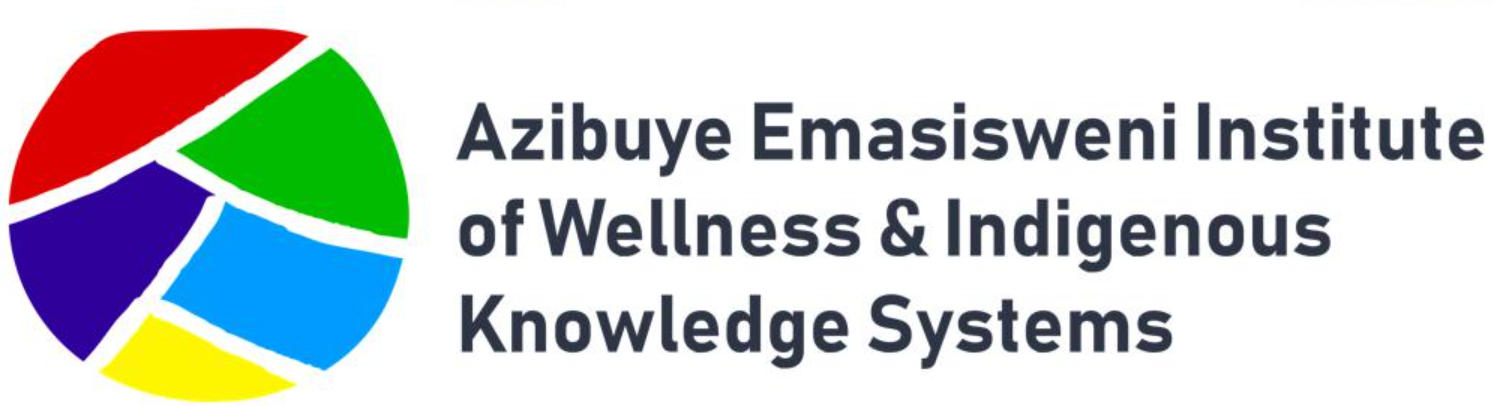 Azibuye Emasisweni Institute
of Wellness & Indigenous
Knowledge Systems